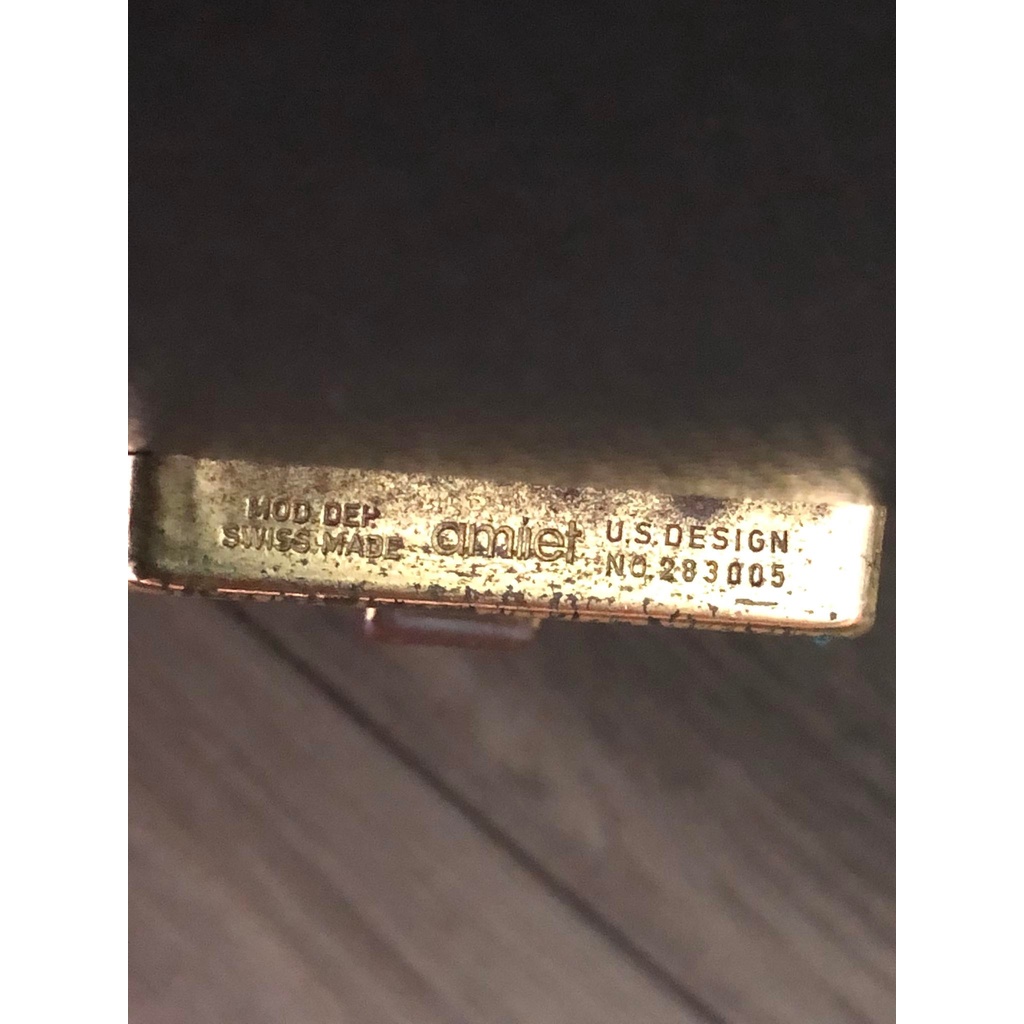 MOD. DEP.
SWISS MADE
amiet
U.S. DESIGN
NO. 283005